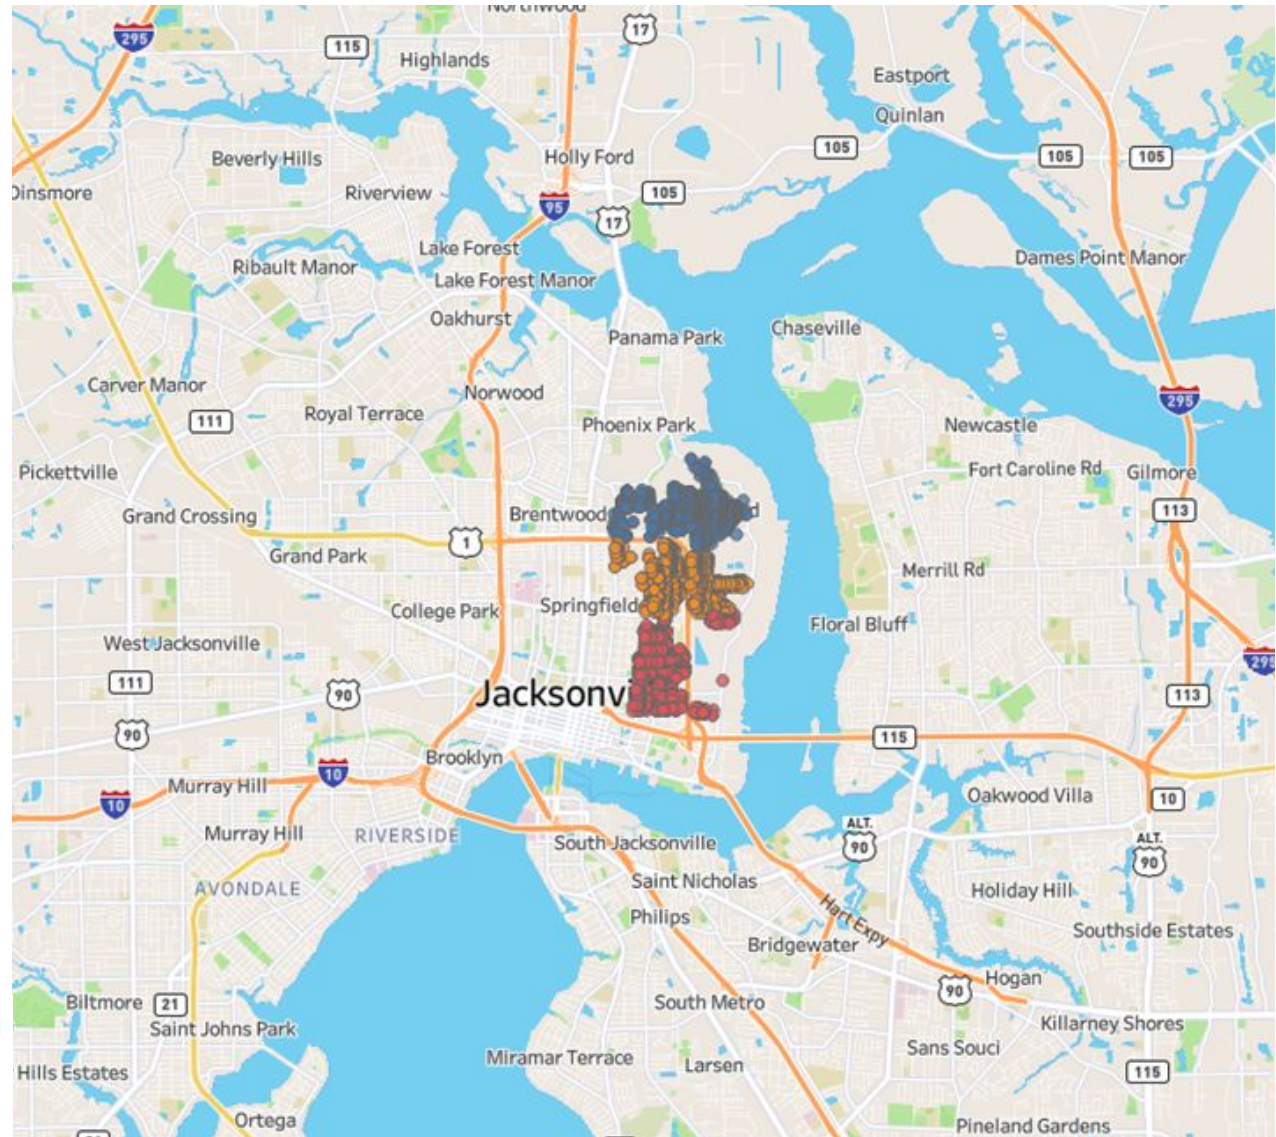 Northwood
295
115
17
Highlands
Eastport
Quinlan
105
105
105
Beverly Hills
Holly Ford
Dinsmore
Riverview
105
95
17
Lake Forest
Ribault Manor
Dames Point Manor
Lake Forest Manor
Oakhurst
Panama Park
Chaseville
Carver Manor
Norwood
295
Royal Terrace
111
Phoenix Park
Newcastle
Pickettville
Fort Caroline Rd
Gilmore
Grand Crossing
Brentwood
113
1
Grand Park
Merrill Rd
College Park
Springfield
Floral Bluff
West Jacksonville
295
111
90
Jacksonvi
113
90
115
Brooklyn
10
Murray Hill
10
Oakwood Villa
10
Murray Hill
RIVERSIDE
South Jacksonville
ALT.
90
ALT.
90
AVONDALE
Saint Nicholas
Holiday Hill
Philips
Hart Expy
Southside Estates
Bridgewater
Hogan
90
Biltmore
21
South Metro
Saint Johns Park
Killarney Shores
Sans Souci
Miramar Terrace
Larsen
Hills Estates
115
Ortega
Pineland Gardens